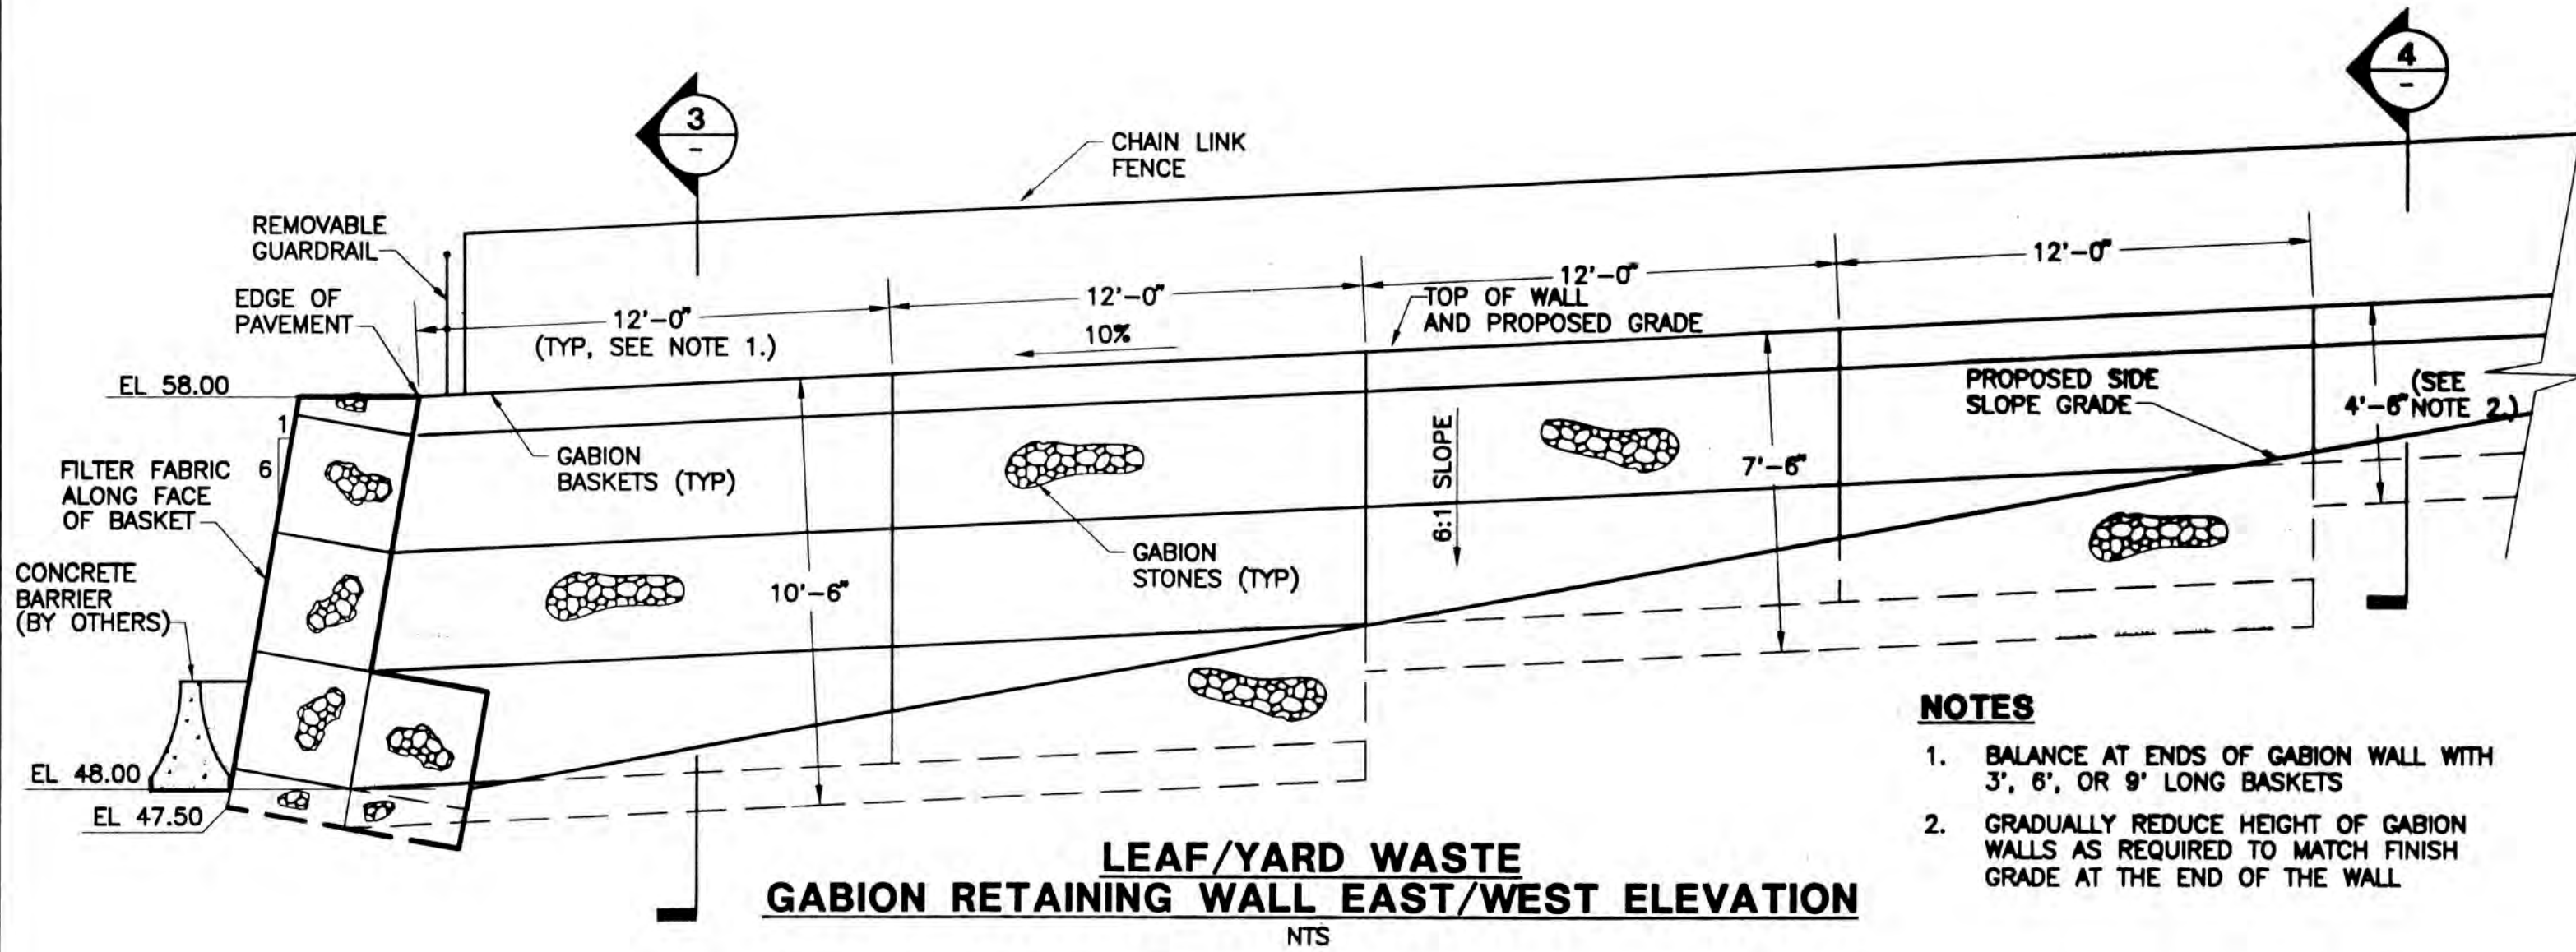 4
-
3
-
CHAIN LINK
FENCE
REMOVABLE
GUARDRAIL
EDGE OF
PAVEMENT
12'-0"
(TYP, SEE NOTE 1.)
12'-0"
10%
12'-0"
12'-0"
TOP OF WALL
AND PROPOSED GRADE
EL 58.00
1
6
FILTER FABRIC
ALONG FACE
OF BASKET
GABION
BASKETS (TYP)
6:1 SLOPE
7'-6"
PROPOSED SIDE
SLOPE GRADE
4'-6"
(SEE
NOTE 2.)
CONCRETE
BARRIER
(BY OTHERS)
10'-6"
GABION
STONES (TYP)
EL 48.00
EL 47.50
NOTES
1. BALANCE AT ENDS OF GABION WALL WITH
3', 6', OR 9' LONG BASKETS
2. GRADUALLY REDUCE HEIGHT OF GABION
WALLS AS REQUIRED TO MATCH FINISH
GRADE AT THE END OF THE WALL
LEAF/YARD WASTE
GABION RETAINING WALL EAST/WEST ELEVATION
NTS